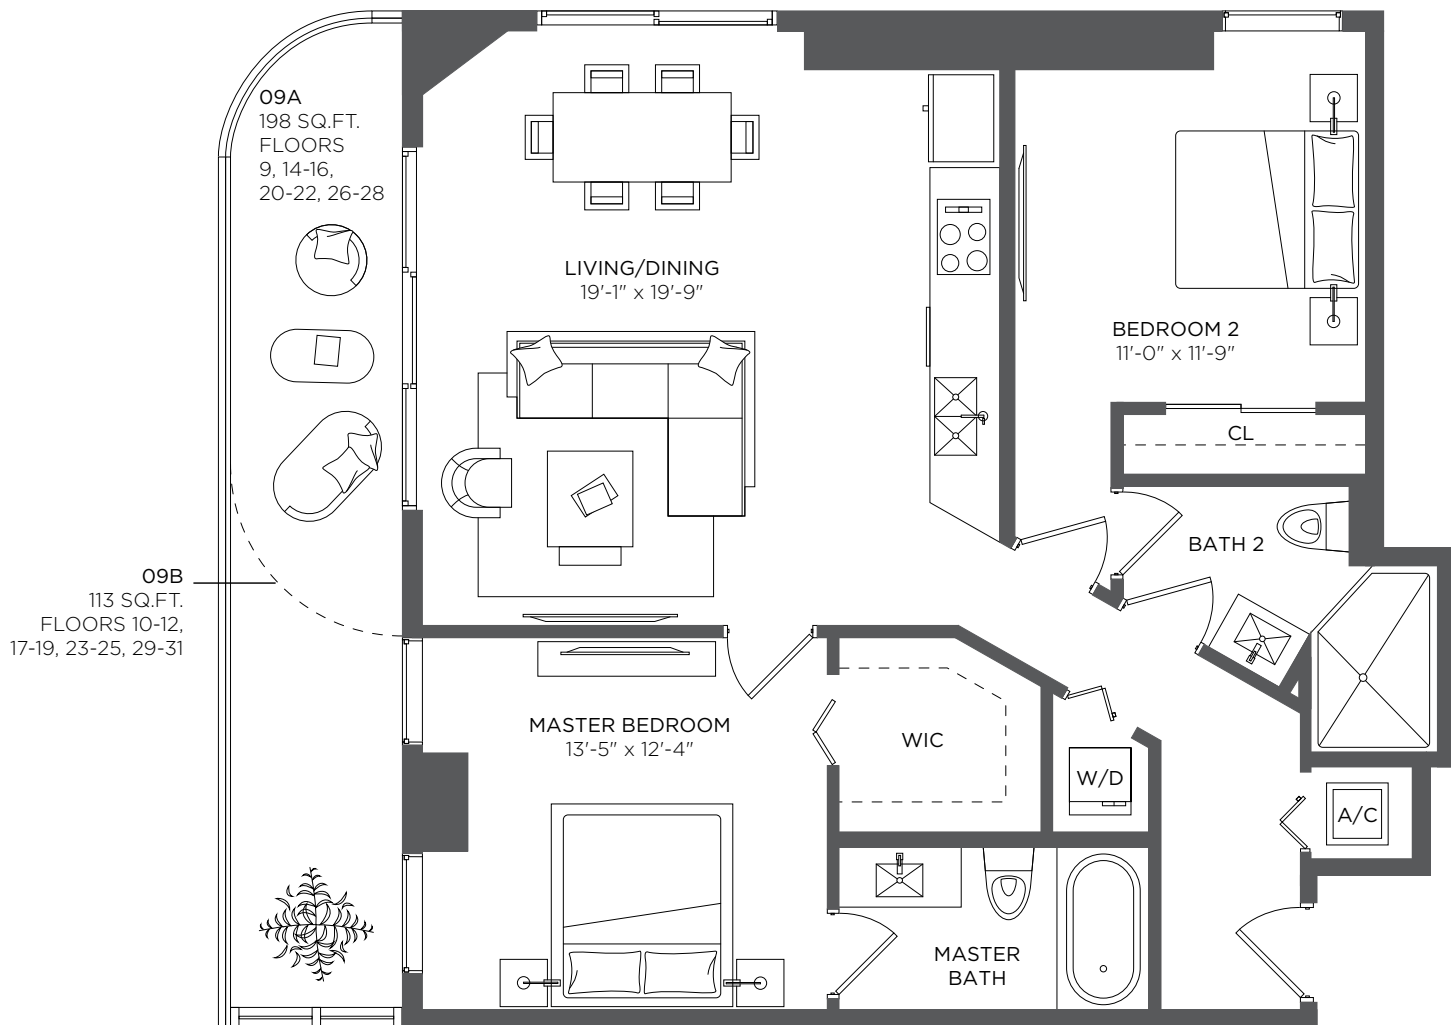 09A
198 SQ.FT.
FLOORS
9, 14-16,
20-22, 26-28
LIVING/DINING
19'-1" x 19'-9"
BEDROOM 2
11'-0" x 11'-9"
CL
BATH 2
09B
113 SQ.FT.
FLOORS 10-12,
17-19, 23-25, 29-31
MASTER BEDROOM
13'-5" x 12'-4"
WIC
W/D
A/C
MASTER
BATH